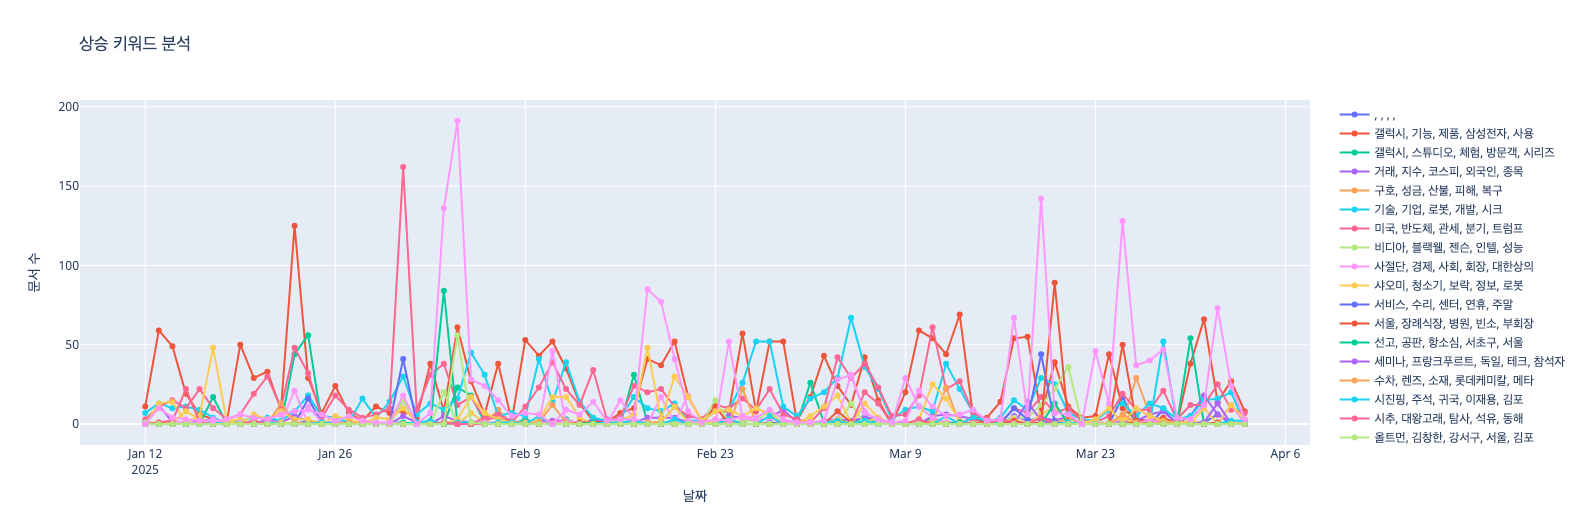 상승 키워드 분석
문서 수
200
150
100
50
0
Jan 12
2025
Jan 26
Feb 9
Feb 23
Mar 9
Mar 23
Apr 6
날짜
, , , ,
갤럭시, 기능, 제품, 삼성전자, 사용
갤럭시, 스튜디오, 체험, 방문객, 시리즈
거래, 지수, 코스피, 외국인, 종목
구호, 성금, 산불, 피해, 복구
기술, 기업, 로봇, 개발, 시크
미국, 반도체, 관세, 분기, 트럼프
비디아, 블랙웰, 젠슨, 인텔, 성능
사절단, 경제, 사회, 회장, 대한상의
샤오미, 청소기, 보락, 정보, 로봇
서비스, 수리, 센터, 연휴, 주말
서울, 장례식장, 병원, 빈소, 부회장
선고, 공판, 항소심, 서초구, 서울
세미나, 프랑크푸르트, 독일, 테크, 참석자
수차, 렌즈, 소재, 롯데케미칼, 메타
시진핑, 주석, 귀국, 이재용, 김포
시추, 대왕고래, 탐사, 석유, 동해
올트먼, 김창한, 강서구, 서울, 김포